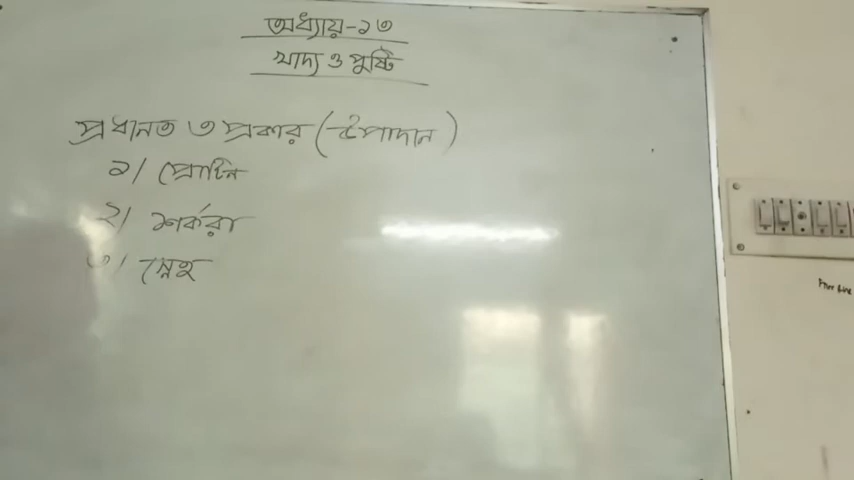 অধ্যায়-১৩
খাদ্য ও পুষ্টি
প্রধানত ৩ প্রকার (উপাদান)
১/ প্রোটিন
২/ শর্করা
৩/ স্নেহ